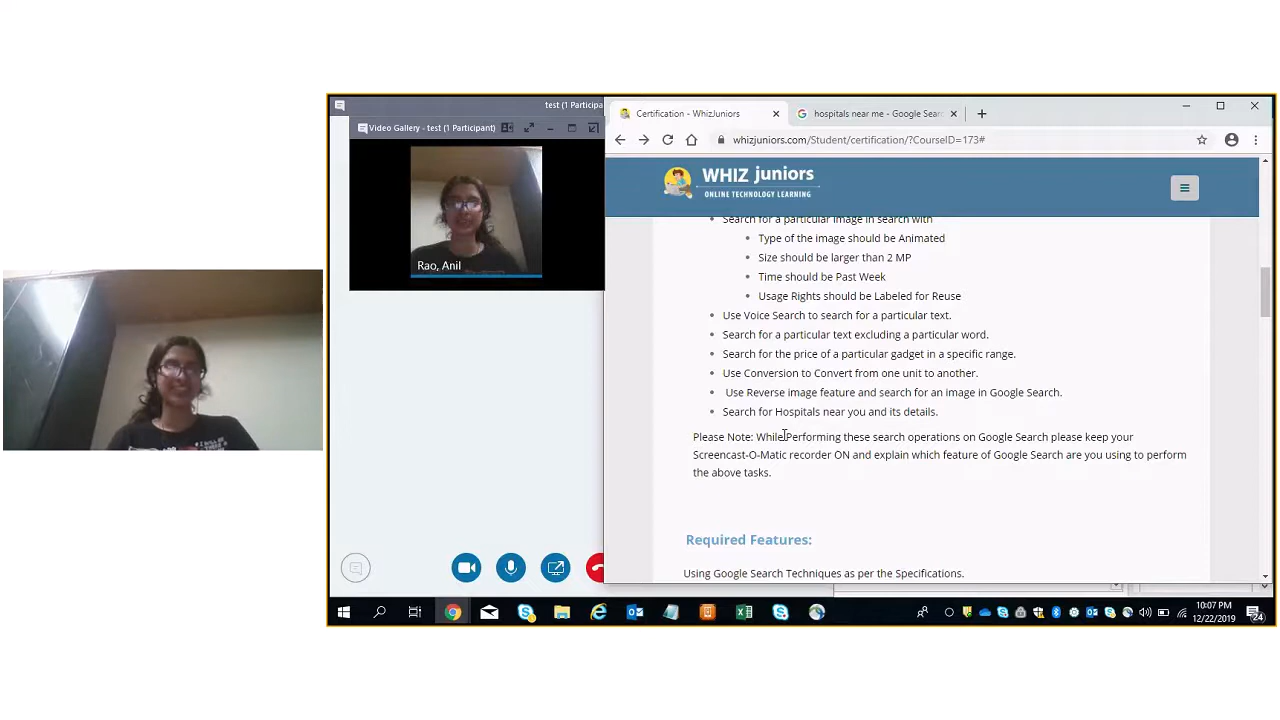 test (1 Participa
Video Gallery - test (1 Participant)
Rao, Anil
Certification - WhizJuniors
hospitals near me - Google Sear
whizjuniors.com/Student/certification/?CourseID=173#
WHIZ juniors
ONLINE TECHNOLOGY LEARNING
Search for a particular image in search with
Type of the image should be Animated
Size should be larger than 2 MP
Time should be Past Week
Usage Rights should be Labeled for Reuse
Use Voice Search to search for a particular text.
Search for a particular text excluding a particular word.
Search for the price of a particular gadget in a specific range.
Use Conversion to Convert from one unit to another.
Use Reverse image feature and search for an image in Google Search.
Search for Hospitals near you and its details.
Please Note: While Performing these search operations on Google Search please keep your
Screencast-O-Matic recorder ON and explain which feature of Google Search are you using to perform
the above tasks.
Required Features:
Using Google Search Techniques as per the Specifications.
10:07 PM
12/22/2019
24